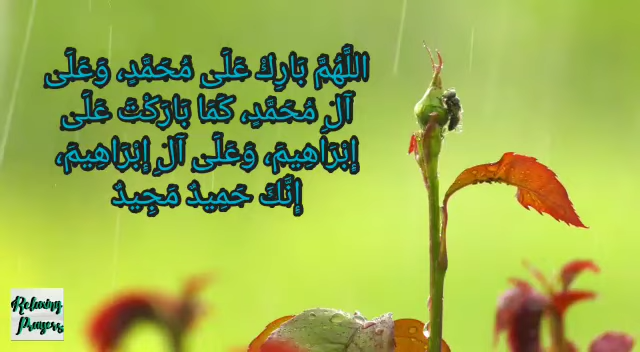 اللَّهُمَّ بَارِكْ عَلَى مُحَمَّدٍ، وَعَلَى
آلِ مُحَمَّدٍ، كَمَا بَارَكْتَ عَلَى
إِبْرَاهِيمَ، وَعَلَى آلِ إِبْرَاهِيمَ،
إِنَّكَ حَمِيدٌ مَجِيدٌ
Relaxing
Prayers